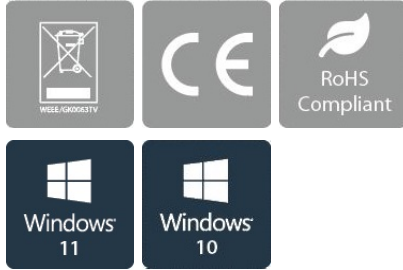 WEEE/GK0063TV
CE
RoHS
Compliant
Windows
11
Windows
10